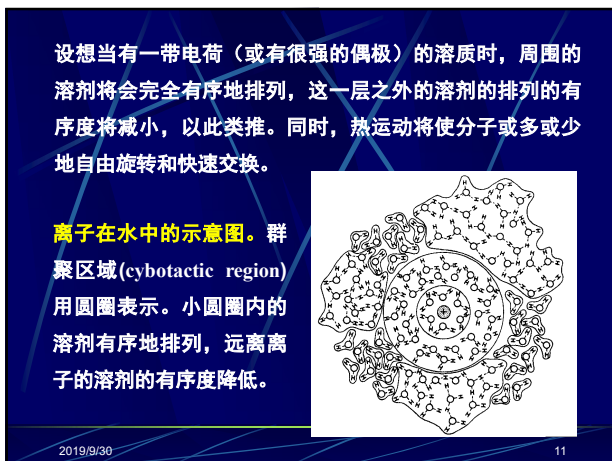 设想当有一带电荷（或有很强的偶极）的溶质时，周围的
溶剂将会完全有序地排列，这一层之外的溶剂的排列的有
序度将减小，以此类推。同时，热运动将使分子或多或少
地自由旋转和快速交换。
离子在水中的示意图。群
聚区域(cybotactic region)
用圆圈表示。小圆圈内的
溶剂有序地排列，远离离
子的溶剂的有序度降低。
2019/9/30
11